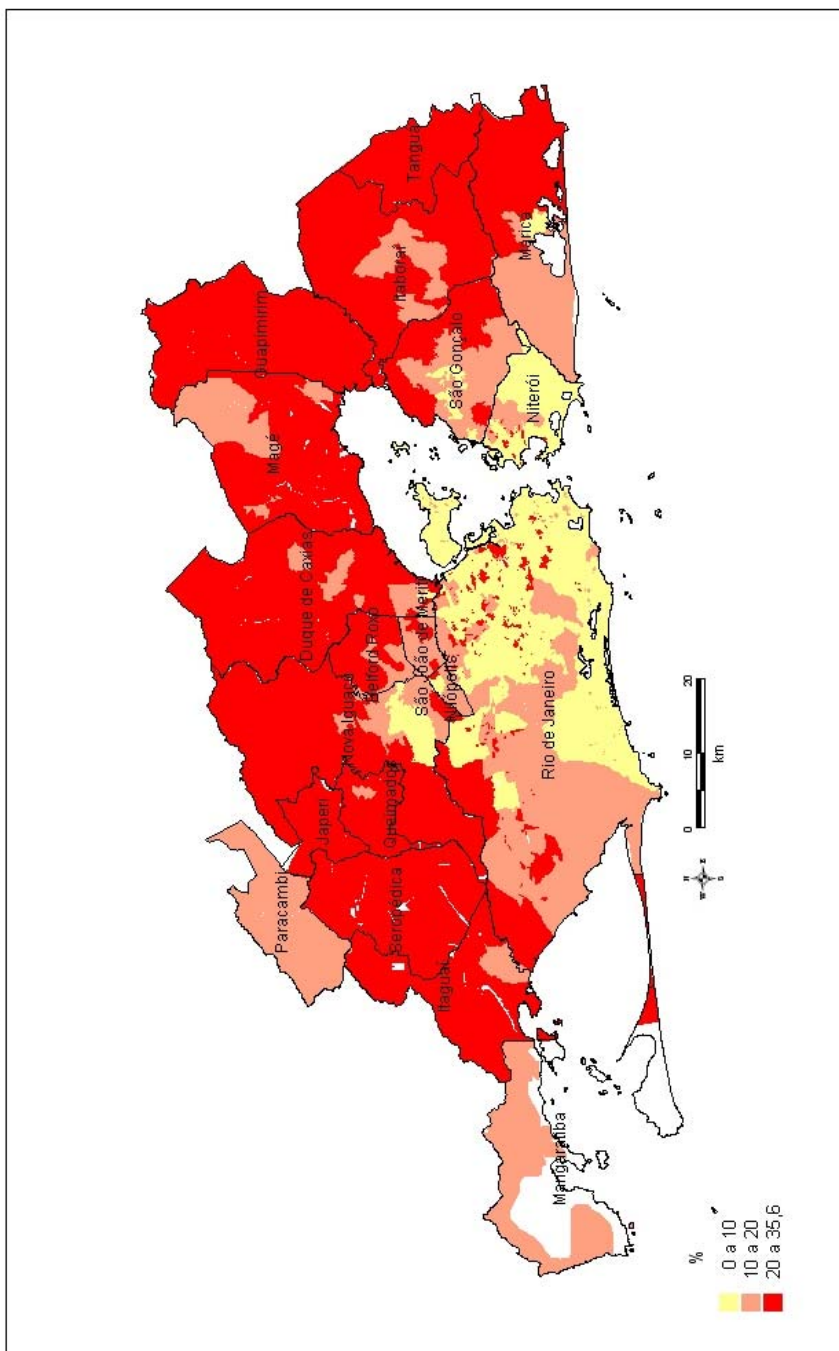 Tanguá
Itaboraí
Maricá
Guapimirim
São Gonçalo
Niterói
Magé
Duque de Caxias
Belford Roxo
São João de Meriti
Nova Iguaçu
Nilópolis
Rio de Janeiro
Queimados
Japeri
Paracambi
Seropédica
Itaguaí
Mangaratiba
0 10 20
km
N
W E
S
%
0 a 10
10 a 20
20 a 35,6